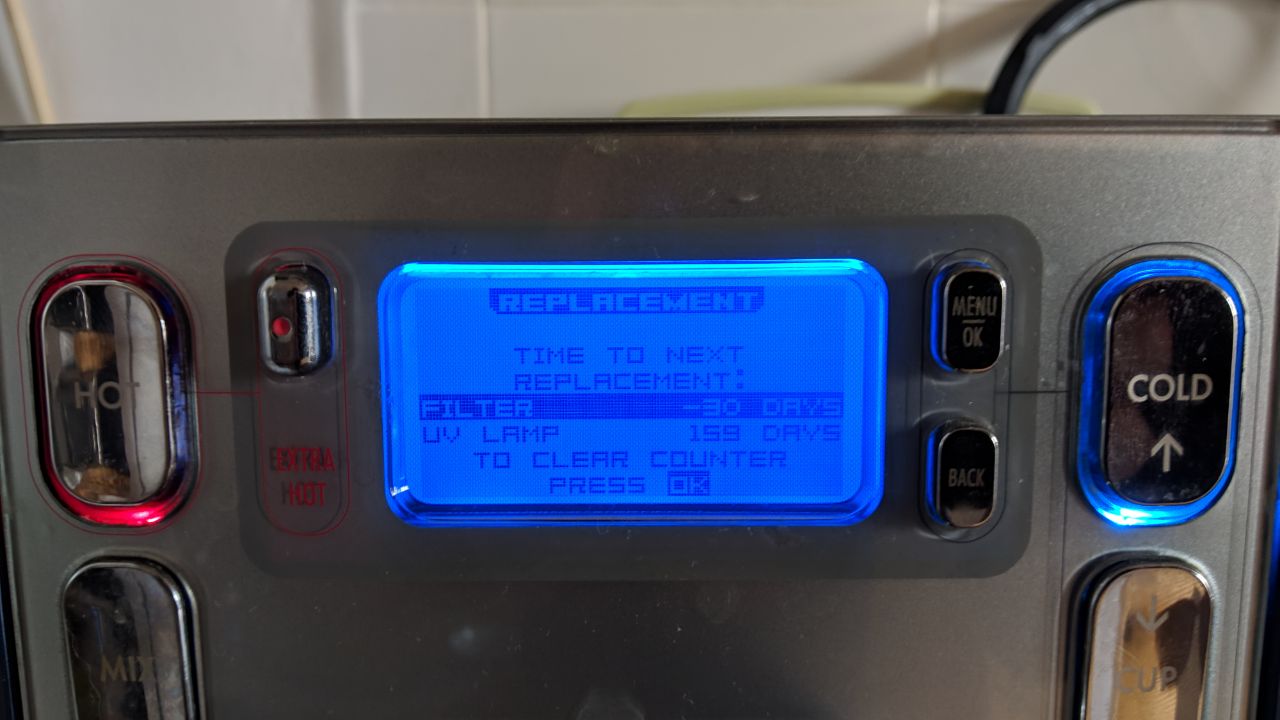 REPLACEMENT
TIME TO NEXT
REPLACEMENT:
FILTER -30 DAYS
UV LAMP 159 DAYS
TO CLEAR COUNTER
PRESS OK
HOT
EXTRA
HOT
MENU
OK
BACK
COLD
MIX
CUP